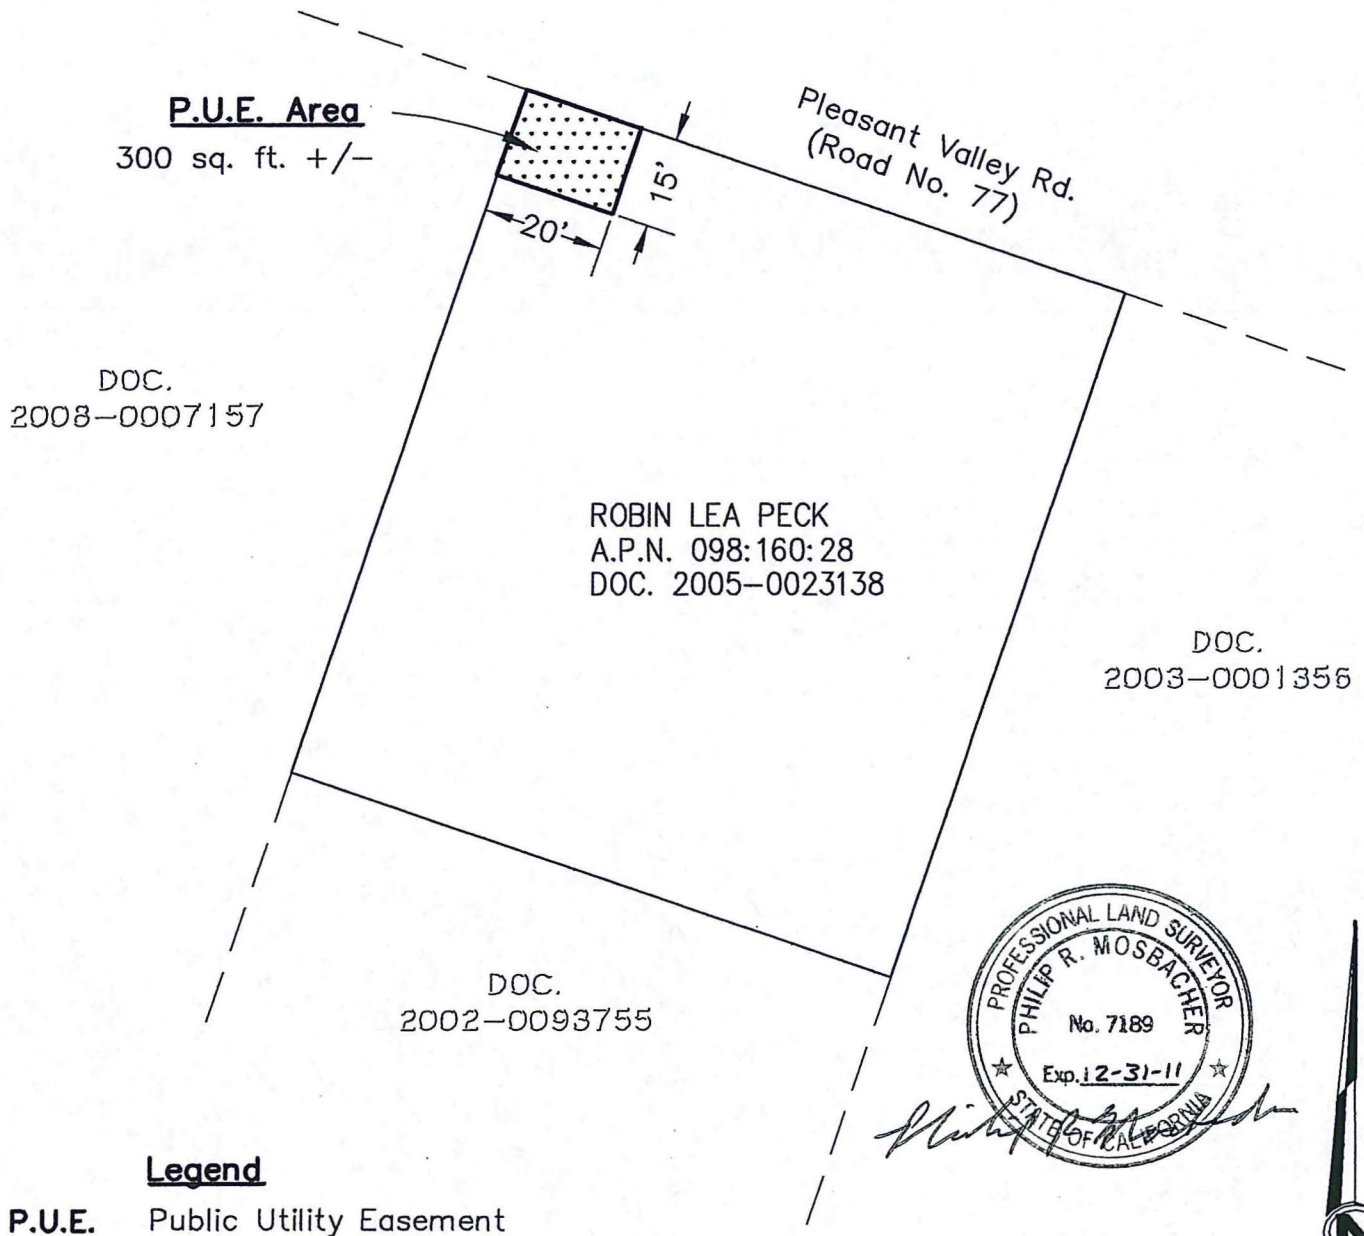 P.U.E. Area
300 sq. ft. +/-
Pleasant Valley Rd.
(Road No. 77)
15'
20'
DOC.
2008-0007157
ROBIN LEA PECK
A.P.N. 098:160:28
DOC. 2005-0023138
DOC.
2003-0001356
DOC.
2002-0093755
PROFESSIONAL LAND SURVEYOR
PHILIP R. MOSBACHER
No. 7189
Exp. 12-31-11
STATE OF CALIFORNIA
Legend
P.U.E. Public Utility Easement
N